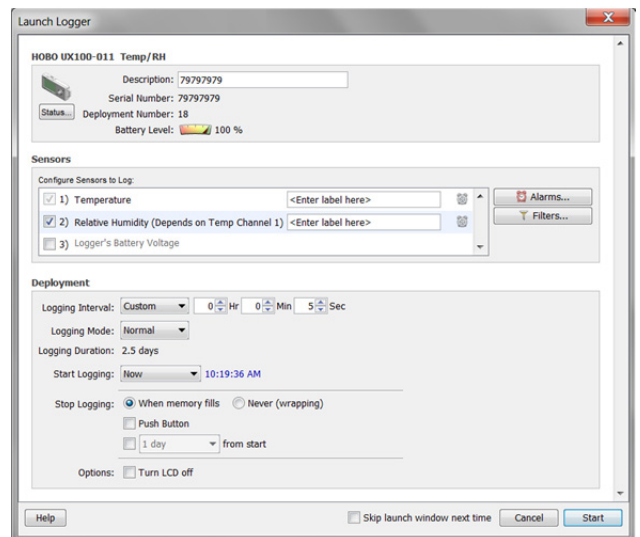 Launch Logger
HOBO UX100-011 Temp/RH
Description: 79797979
Serial Number: 79797979
Status... Deployment Number: 18
Battery Level: 100 %
Sensors
Configure Sensors to Log:
1) Temperature <Enter label here> Alarms...
2) Relative Humidity (Depends on Temp Channel 1) <Enter label here> Filters...
3) Logger's Battery Voltage
Deployment
Logging Interval: Custom 0 Hr 0 Min 5 Sec
Logging Mode: Normal
Logging Duration: 2.5 days
Start Logging: Now 10:19:36 AM
Stop Logging: When memory fills Never (wrapping)
Push Button
1 day from start
Options: Turn LCD off
Help Skip launch window next time Cancel Start